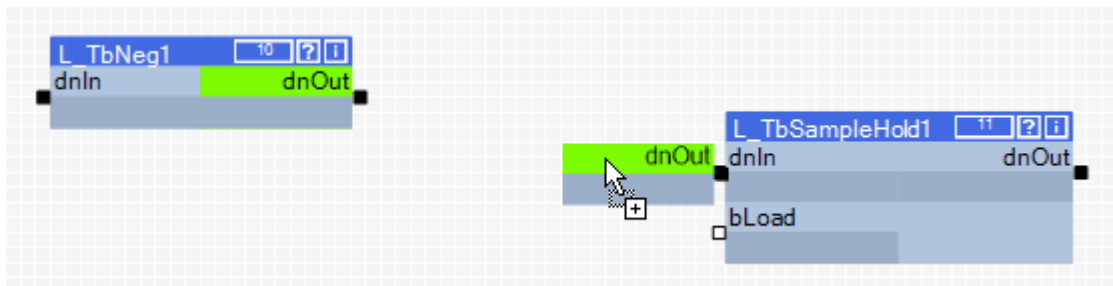 L_TbNeg1 10 ? i
dnIn dnOut
L_TbSampleHold1 11 ? i
dnOut dnIn dnOut
bLoad